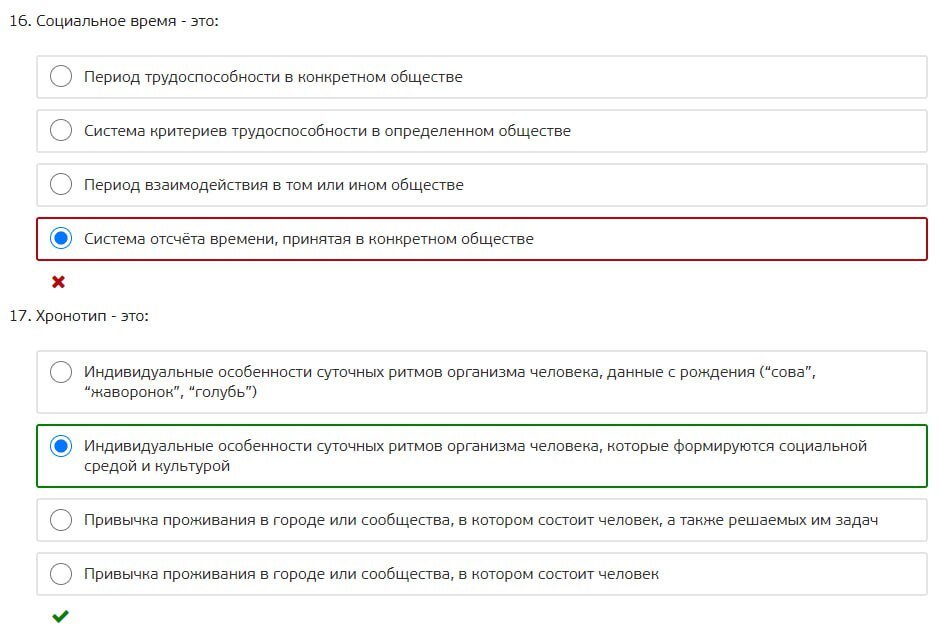 16. Социальное время - это:
Период трудоспособности в конкретном обществе
Система критериев трудоспособности в определенном обществе
Период взаимодействия в том или ином обществе
Система отсчёта времени, принятая в конкретном обществе
17. Хронотип - это:
Индивидуальные особенности суточных ритмов организма человека, данные с рождения (“сова”,
“жаворонок”, “голубь”)
Индивидуальные особенности суточных ритмов организма человека, которые формируются социальной
средой и культурой
Привычка проживания в городе или сообщества, в котором состоит человек, а также решаемых им задач
Привычка проживания в городе или сообщества, в котором состоит человек